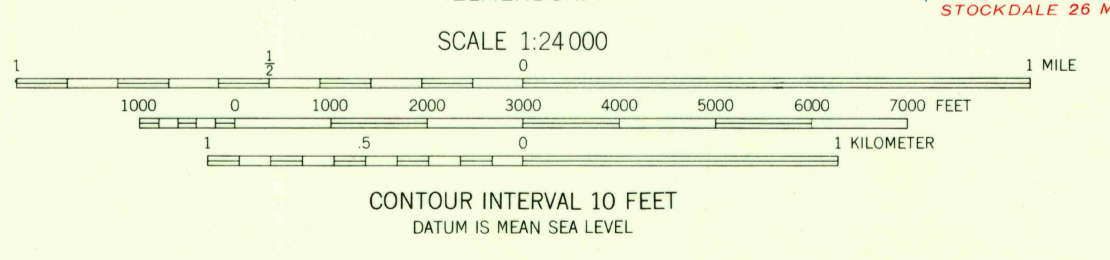 STOCKDALE 26 M
SCALE 1:24 000
1 1/2 0 1 MILE
1000 0 1000 2000 3000 4000 5000 6000 7000 FEET
1 .5 0 1 KILOMETER
CONTOUR INTERVAL 10 FEET
DATUM IS MEAN SEA LEVEL